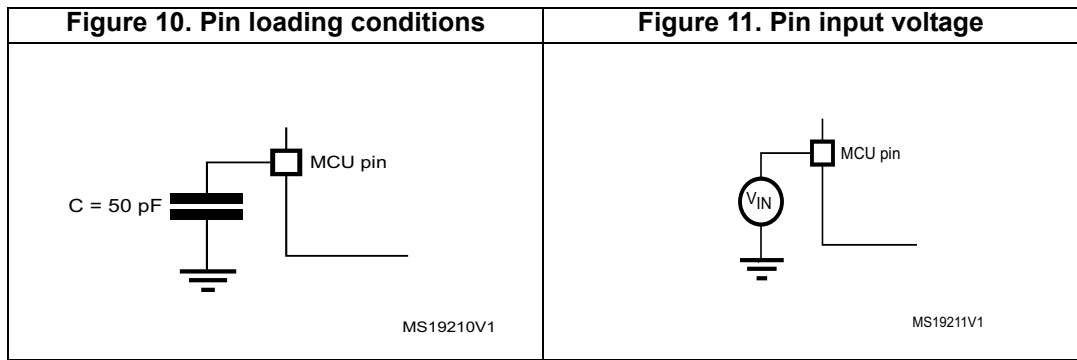 Figure 10. Pin loading conditions
Figure 11. Pin input voltage
MCU pin
C = 50 pF
MS19210V1
MCU pin
VIN
MS19211V1